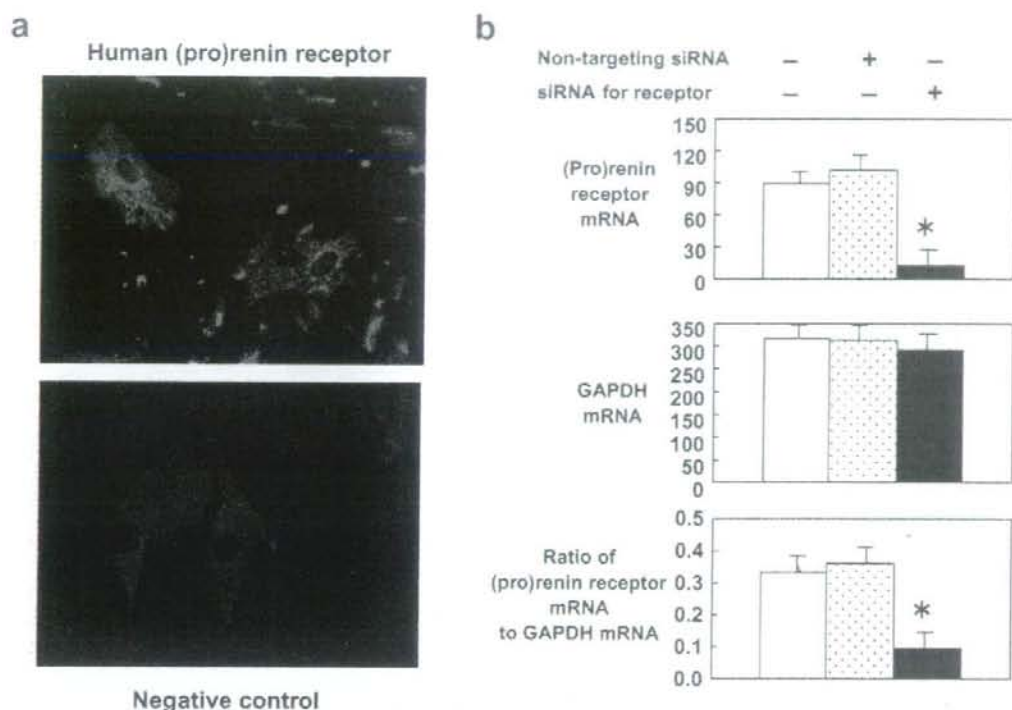 a
Human (pro)renin receptor
Negative control
b
Non-targeting siRNA – + –
siRNA for receptor – – +
(Pro)renin
receptor
mRNA
150
120
90
60
30
0
*
GAPDH
mRNA
350
300
250
200
150
100
50
0
Ratio of
(pro)renin receptor
mRNA
to GAPDH mRNA
0.5
0.4
0.3
0.2
0.1
0.0
*